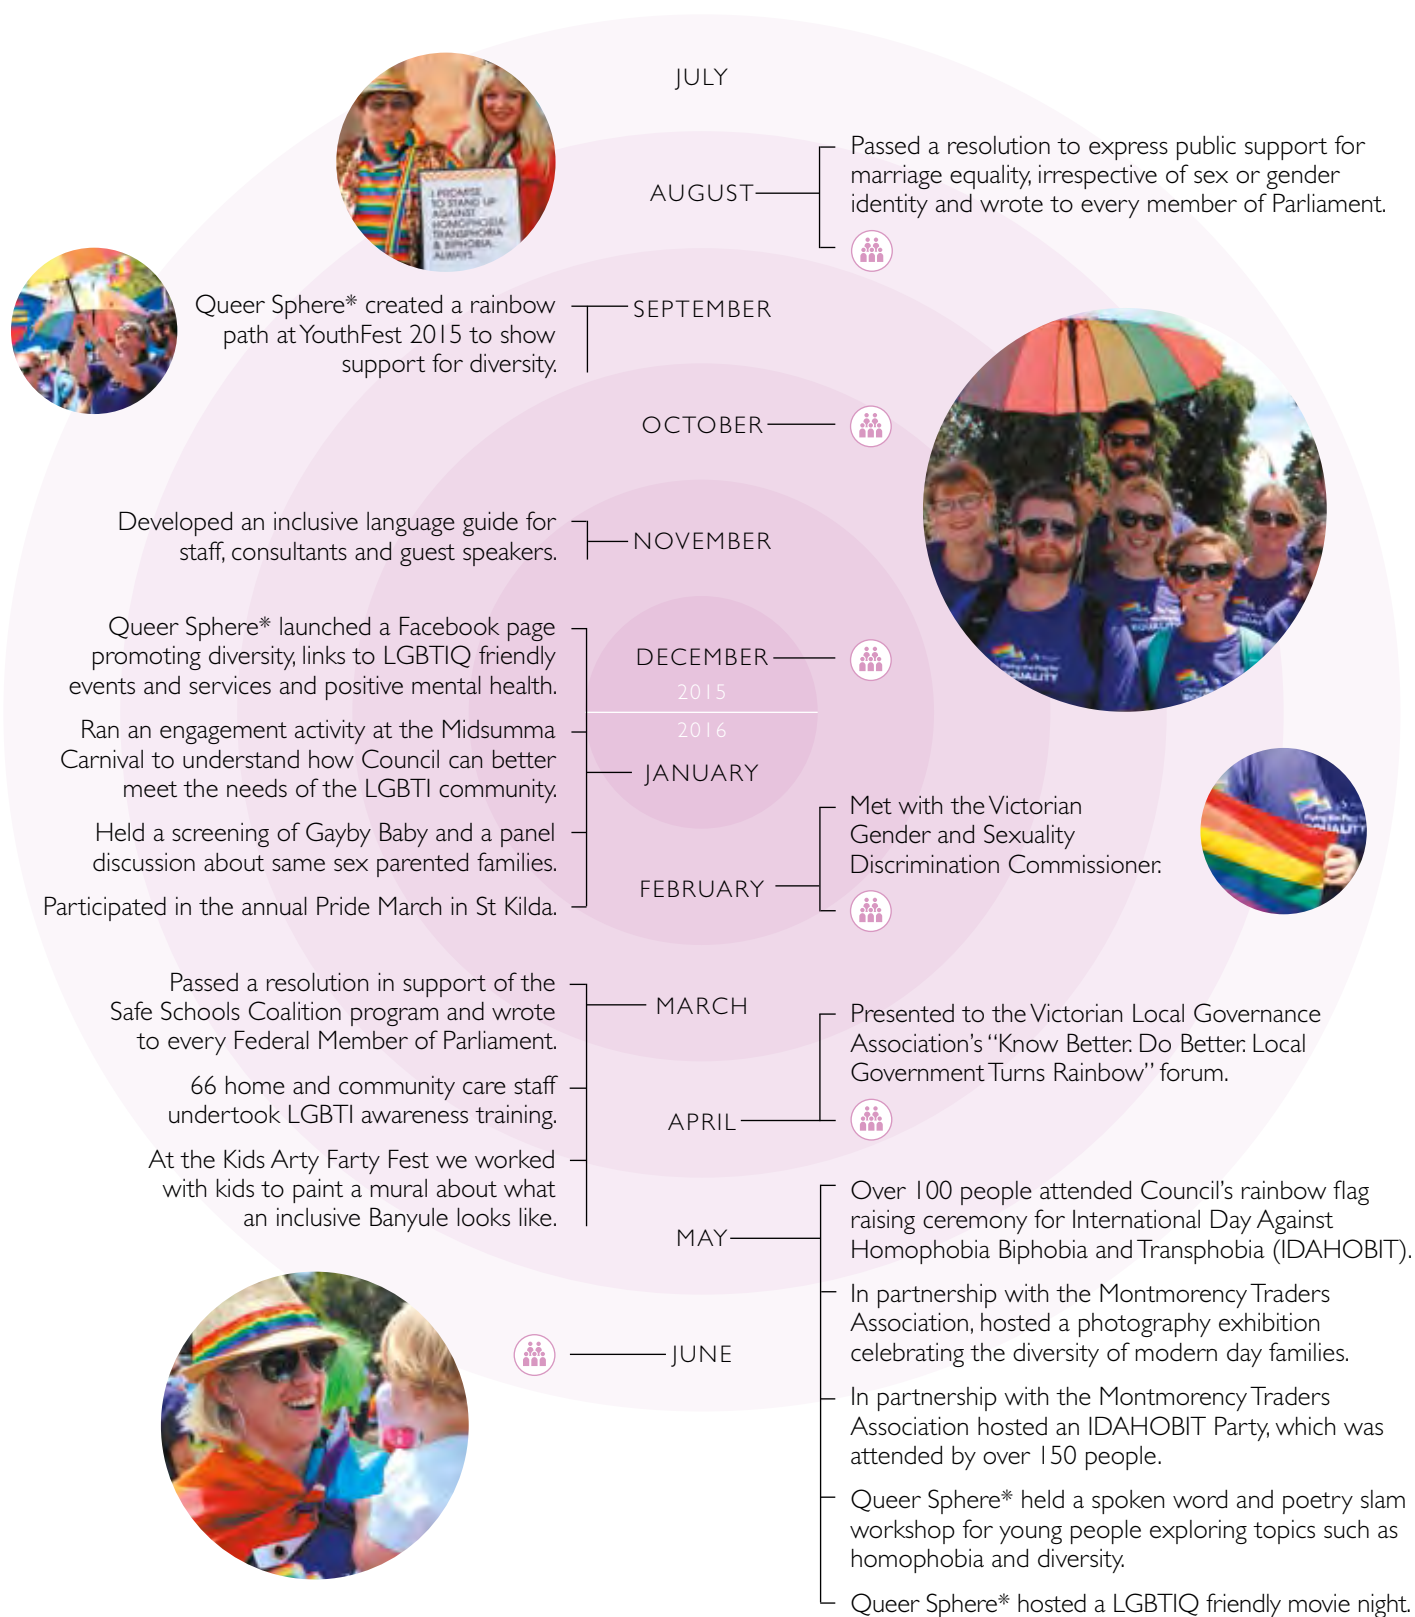 JULY
I PROMISE
TO STAND UP
AGAINST
HOMOPHOBIA,
TRANSPHOBIA
& BIPHOBIA.
ALWAYS.
AUGUST
Passed a resolution to express public support for
marriage equality, irrespective of sex or gender
identity and wrote to every member of Parliament.
Queer Sphere* created a rainbow
path at YouthFest 2015 to show
support for diversity.
SEPTEMBER
OCTOBER
Developed an inclusive language guide for
staff, consultants and guest speakers.
NOVEMBER
EQUALITY
Queer Sphere* launched a Facebook page
promoting diversity, links to LGBTIQ friendly
events and services and positive mental health.
DECEMBER
2015
2016
Ran an engagement activity at the Midsumma
Carnival to understand how Council can better
meet the needs of the LGBTI community.
JANUARY
Held a screening of Gayby Baby and a panel
discussion about same sex parented families.
Participated in the annual Pride March in St Kilda.
Met with the Victorian
Gender and Sexuality
Discrimination Commissioner.
FEBRUARY
Passed a resolution in support of the
Safe Schools Coalition program and wrote
to every Federal Member of Parliament.
MARCH
66 home and community care staff
undertook LGBTI awareness training.
At the Kids Arty Farty Fest we worked
with kids to paint a mural about what
an inclusive Banyule looks like.
Presented to the Victorian Local Governance
Association's “Know Better. Do Better. Local
Government Turns Rainbow” forum.
APRIL
MAY
Over 100 people attended Council's rainbow flag
raising ceremony for International Day Against
Homophobia Biphobia and Transphobia (IDAHOBIT).
In partnership with the Montmorency Traders
Association, hosted a photography exhibition
celebrating the diversity of modern day families.
In partnership with the Montmorency Traders
Association hosted an IDAHOBIT Party, which was
attended by over 150 people.
Queer Sphere* held a spoken word and poetry slam
workshop for young people exploring topics such as
homophobia and diversity.
Queer Sphere* hosted a LGBTIQ friendly movie night.
JUNE